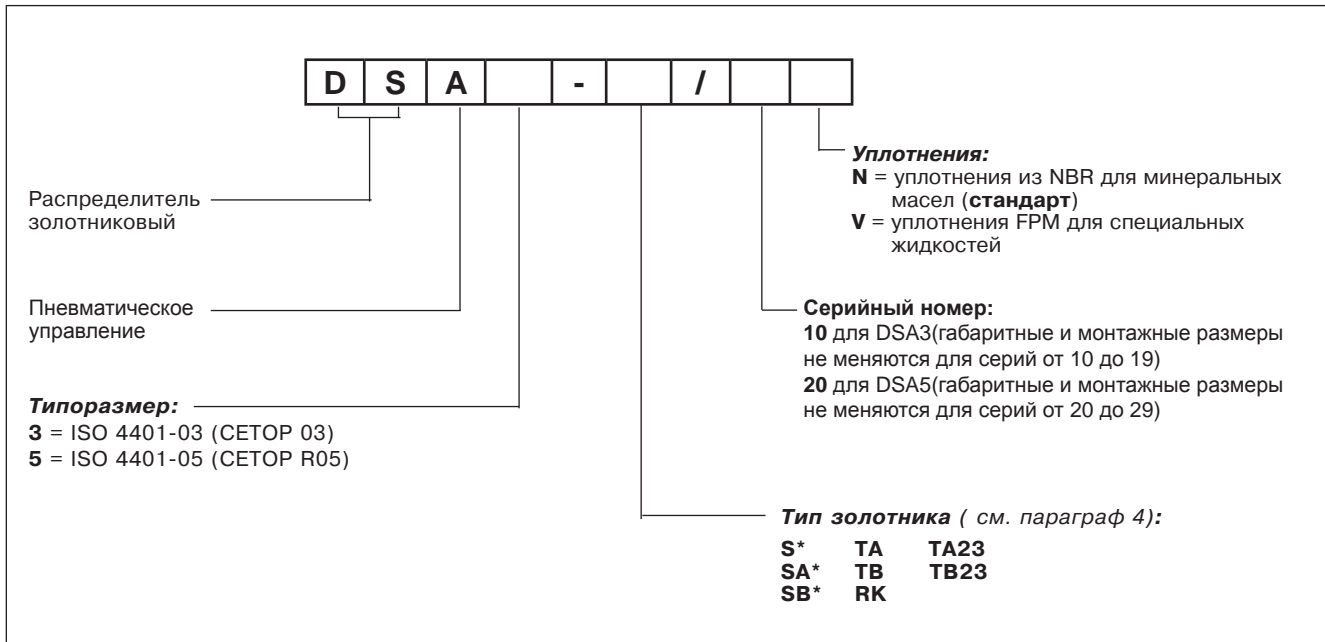 D S A - /
Уплотнения:
N = уплотнения из NBR для минеральных
масел (стандарт)
V = уплотнения FPM для специальных
жидкостей
Распределитель
золотниковый
Пневматическое
управление
Серийный номер:
10 для DSA3(габаритные и монтажные размеры
не меняются для серий от 10 до 19)
20 для DSA5(габаритные и монтажные размеры
не меняются для серий от 20 до 29)
Типоразмер:
3 = ISO 4401-03 (CETOP 03)
5 = ISO 4401-05 (CETOP R05)
Тип золотника ( см. параграф 4):
S* TA TA23
SA* TB TB23
SB* RK